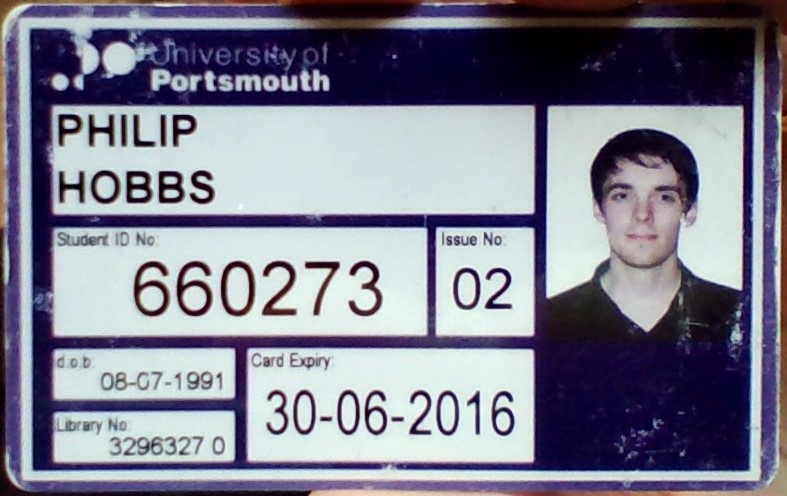 University of
Portsmouth
PHILIP
HOBBS
Student ID No:
660273
Issue No:
02
d.o.b:
08-07-1991
Card Expiry:
30-06-2016
Library No:
3296327 0